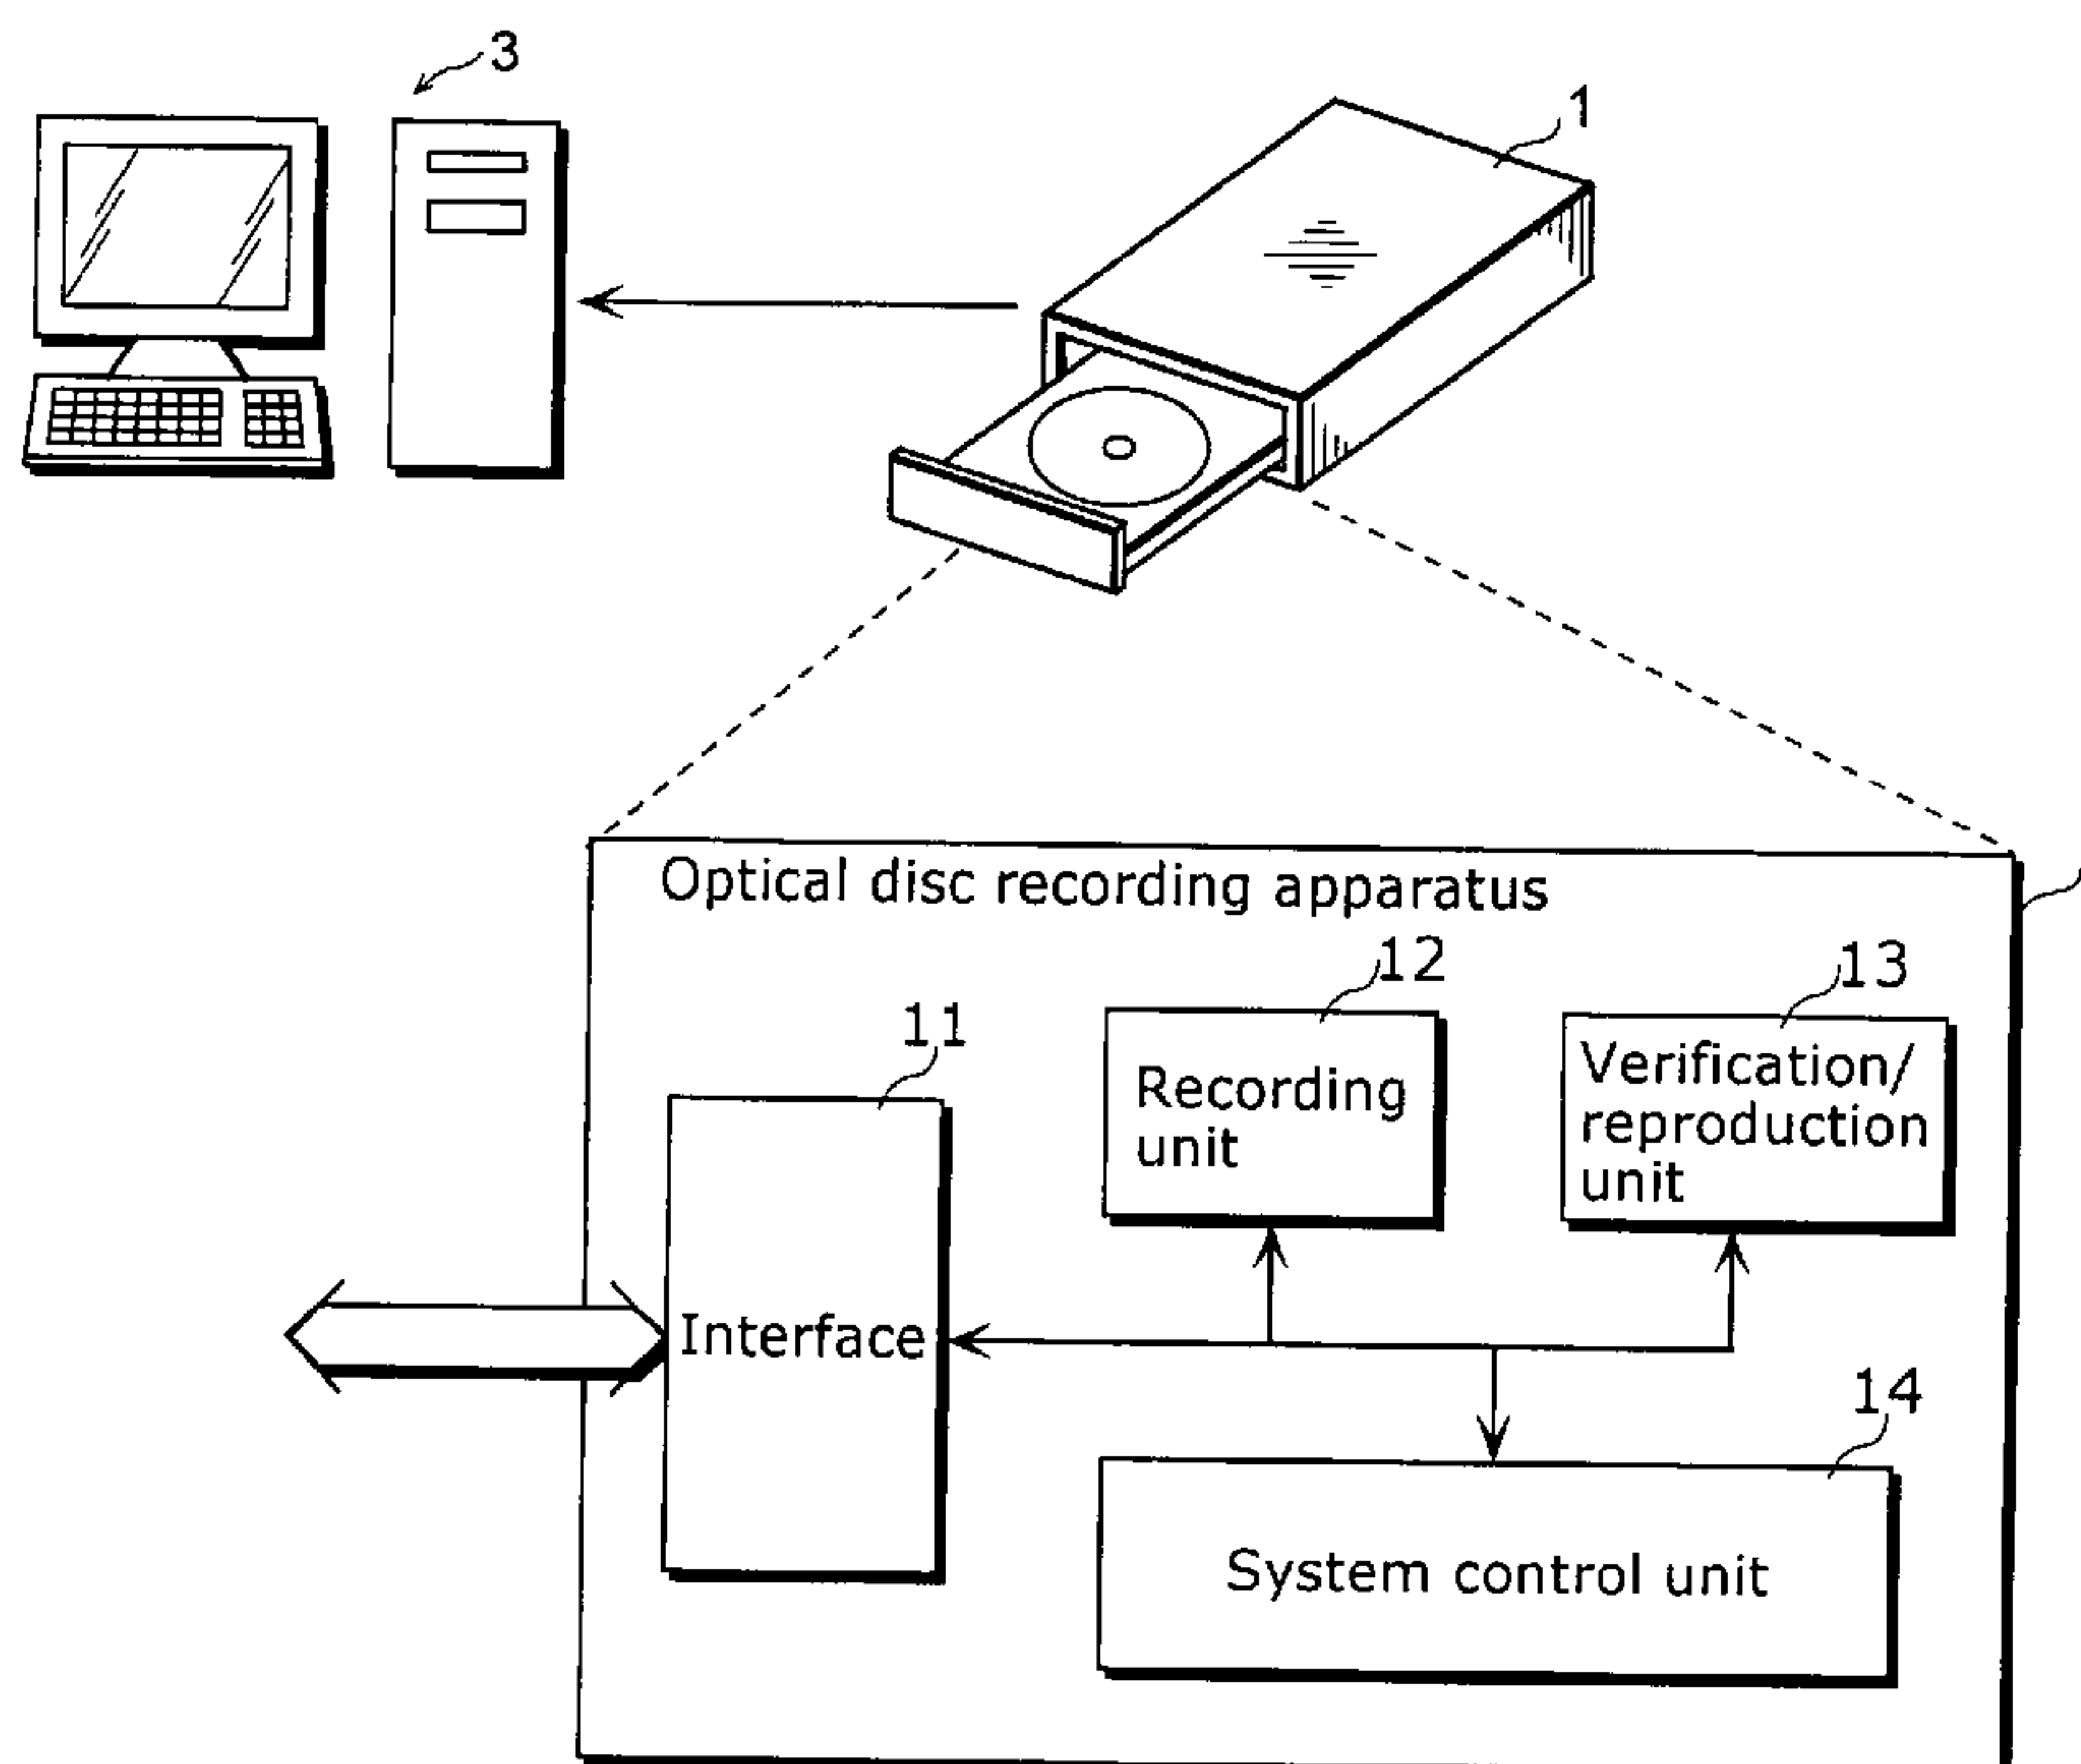 3
1
Optical disc recording apparatus
12
13
11
Recording
unit
Verification/
reproduction
unit
Interface
14
System control unit